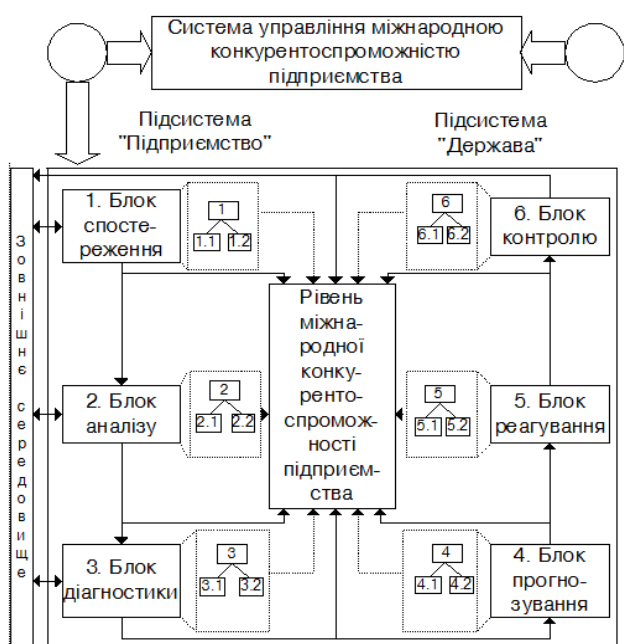 Система управління міжнародною
конкурентоспроможністю
підприємства
Підсистема
"Підприємство"
Підсистема
"Держава"
Зовнішнє середовище
1. Блок
спосте-
реження
1
1.1 1.2
6
6.1 6.2
6. Блок
контролю
Рівень
міжна-
родної
конку-
ренто-
спромож-
ності
підприєм-
ства
2. Блок
аналізу
2
2.1 2.2
5
5.1 5.2
5. Блок
реагування
3. Блок
діагностики
3
3.1 3.2
4
4.1 4.2
4. Блок
прогно-
зування